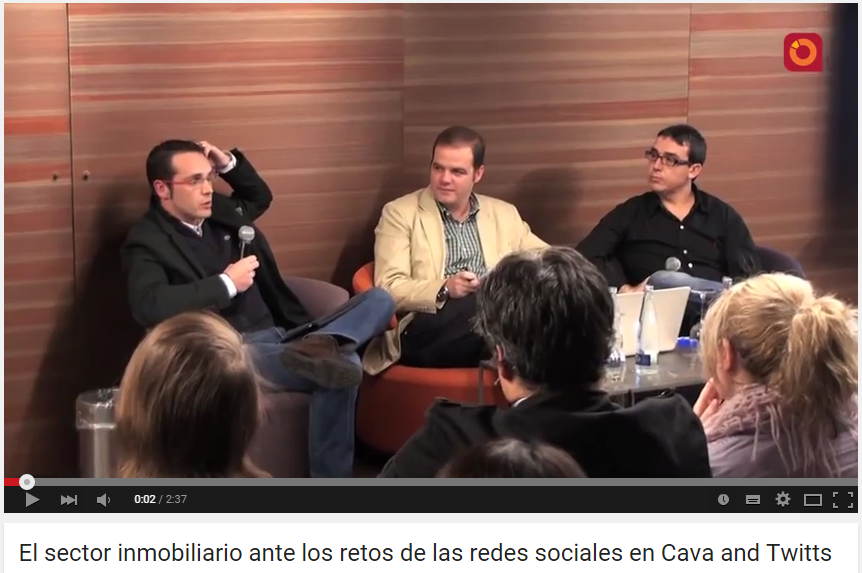 0:02 / 2:37
El sector inmobiliario ante los retos de las redes sociales en Cava and Twitts